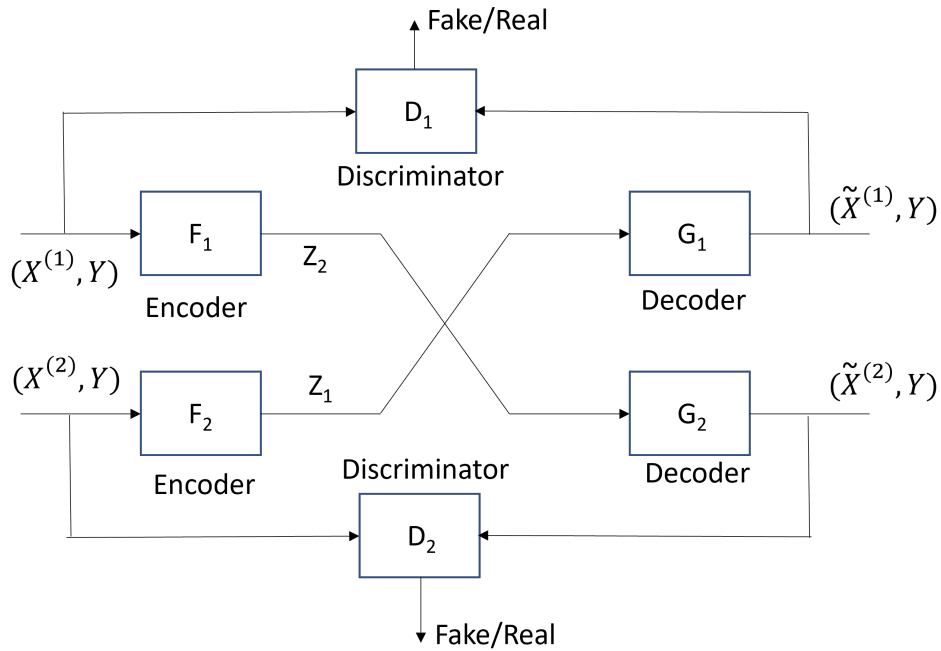 Fake/Real
D₁
Discriminator
F₁
Z₂
G₁
(X̃⁽¹⁾, Y)
(X⁽¹⁾, Y)
Encoder
Decoder
(X⁽²⁾, Y)
(X̃⁽²⁾, Y)
Z₁
F₂
G₂
Encoder
Discriminator
Decoder
D₂
Fake/Real